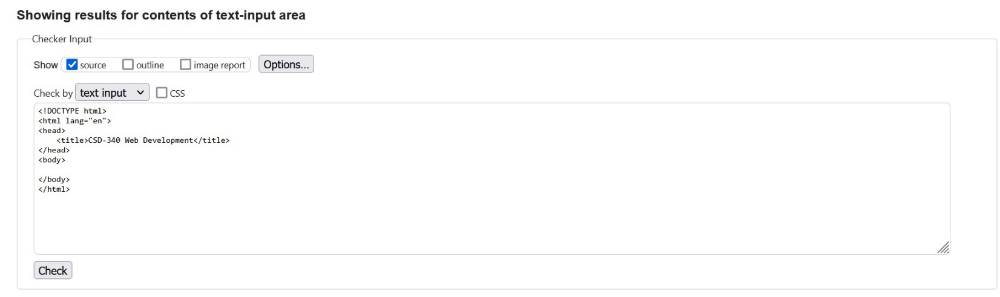 Showing results for contents of text-input area
Checker Input
Show source outline image report Options...
Check by text input CSS
<!DOCTYPE html>
<html lang="en">
<head>
    <title>CSD-340 Web Development</title>
</head>
<body>

</body>
</html>
Check